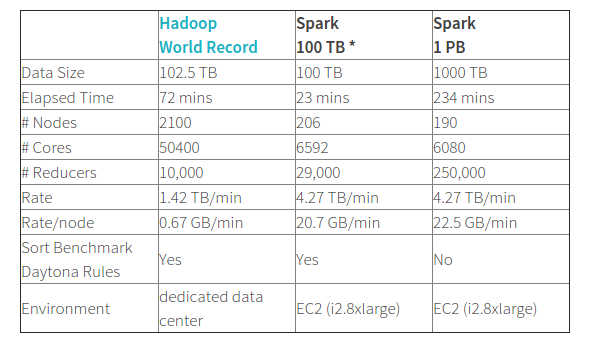 Hadoop Spark Spark
World Record 100 TB * 1 PB
Data Size 102.5 TB 100 TB 1000 TB
Elapsed Time 72 mins 23 mins 234 mins
# Nodes 2100 206 190
# Cores 50400 6592 6080
# Reducers 10,000 29,000 250,000
Rate 1.42 TB/min 4.27 TB/min 4.27 TB/min
Rate/node 0.67 GB/min 20.7 GB/min 22.5 GB/min
Sort Benchmark
Daytona Rules Yes Yes No
Environment dedicated data EC2 (i2.8xlarge) EC2 (i2.8xlarge)
center